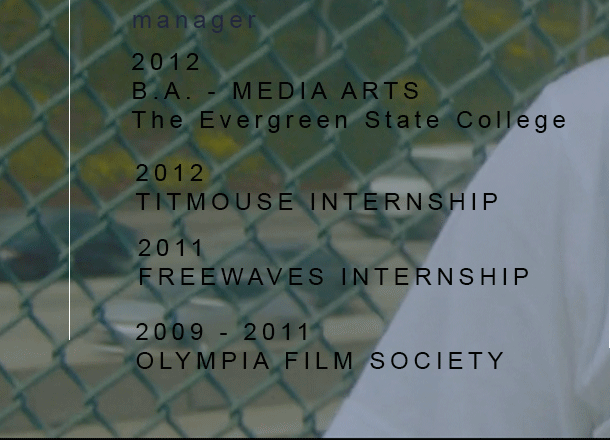 manager
2012
B.A. - MEDIA ARTS
The Evergreen State College
2012
TITMOUSE INTERNSHIP
2011
FREEWAVES INTERNSHIP
2009 - 2011
OLYMPIA FILM SOCIETY